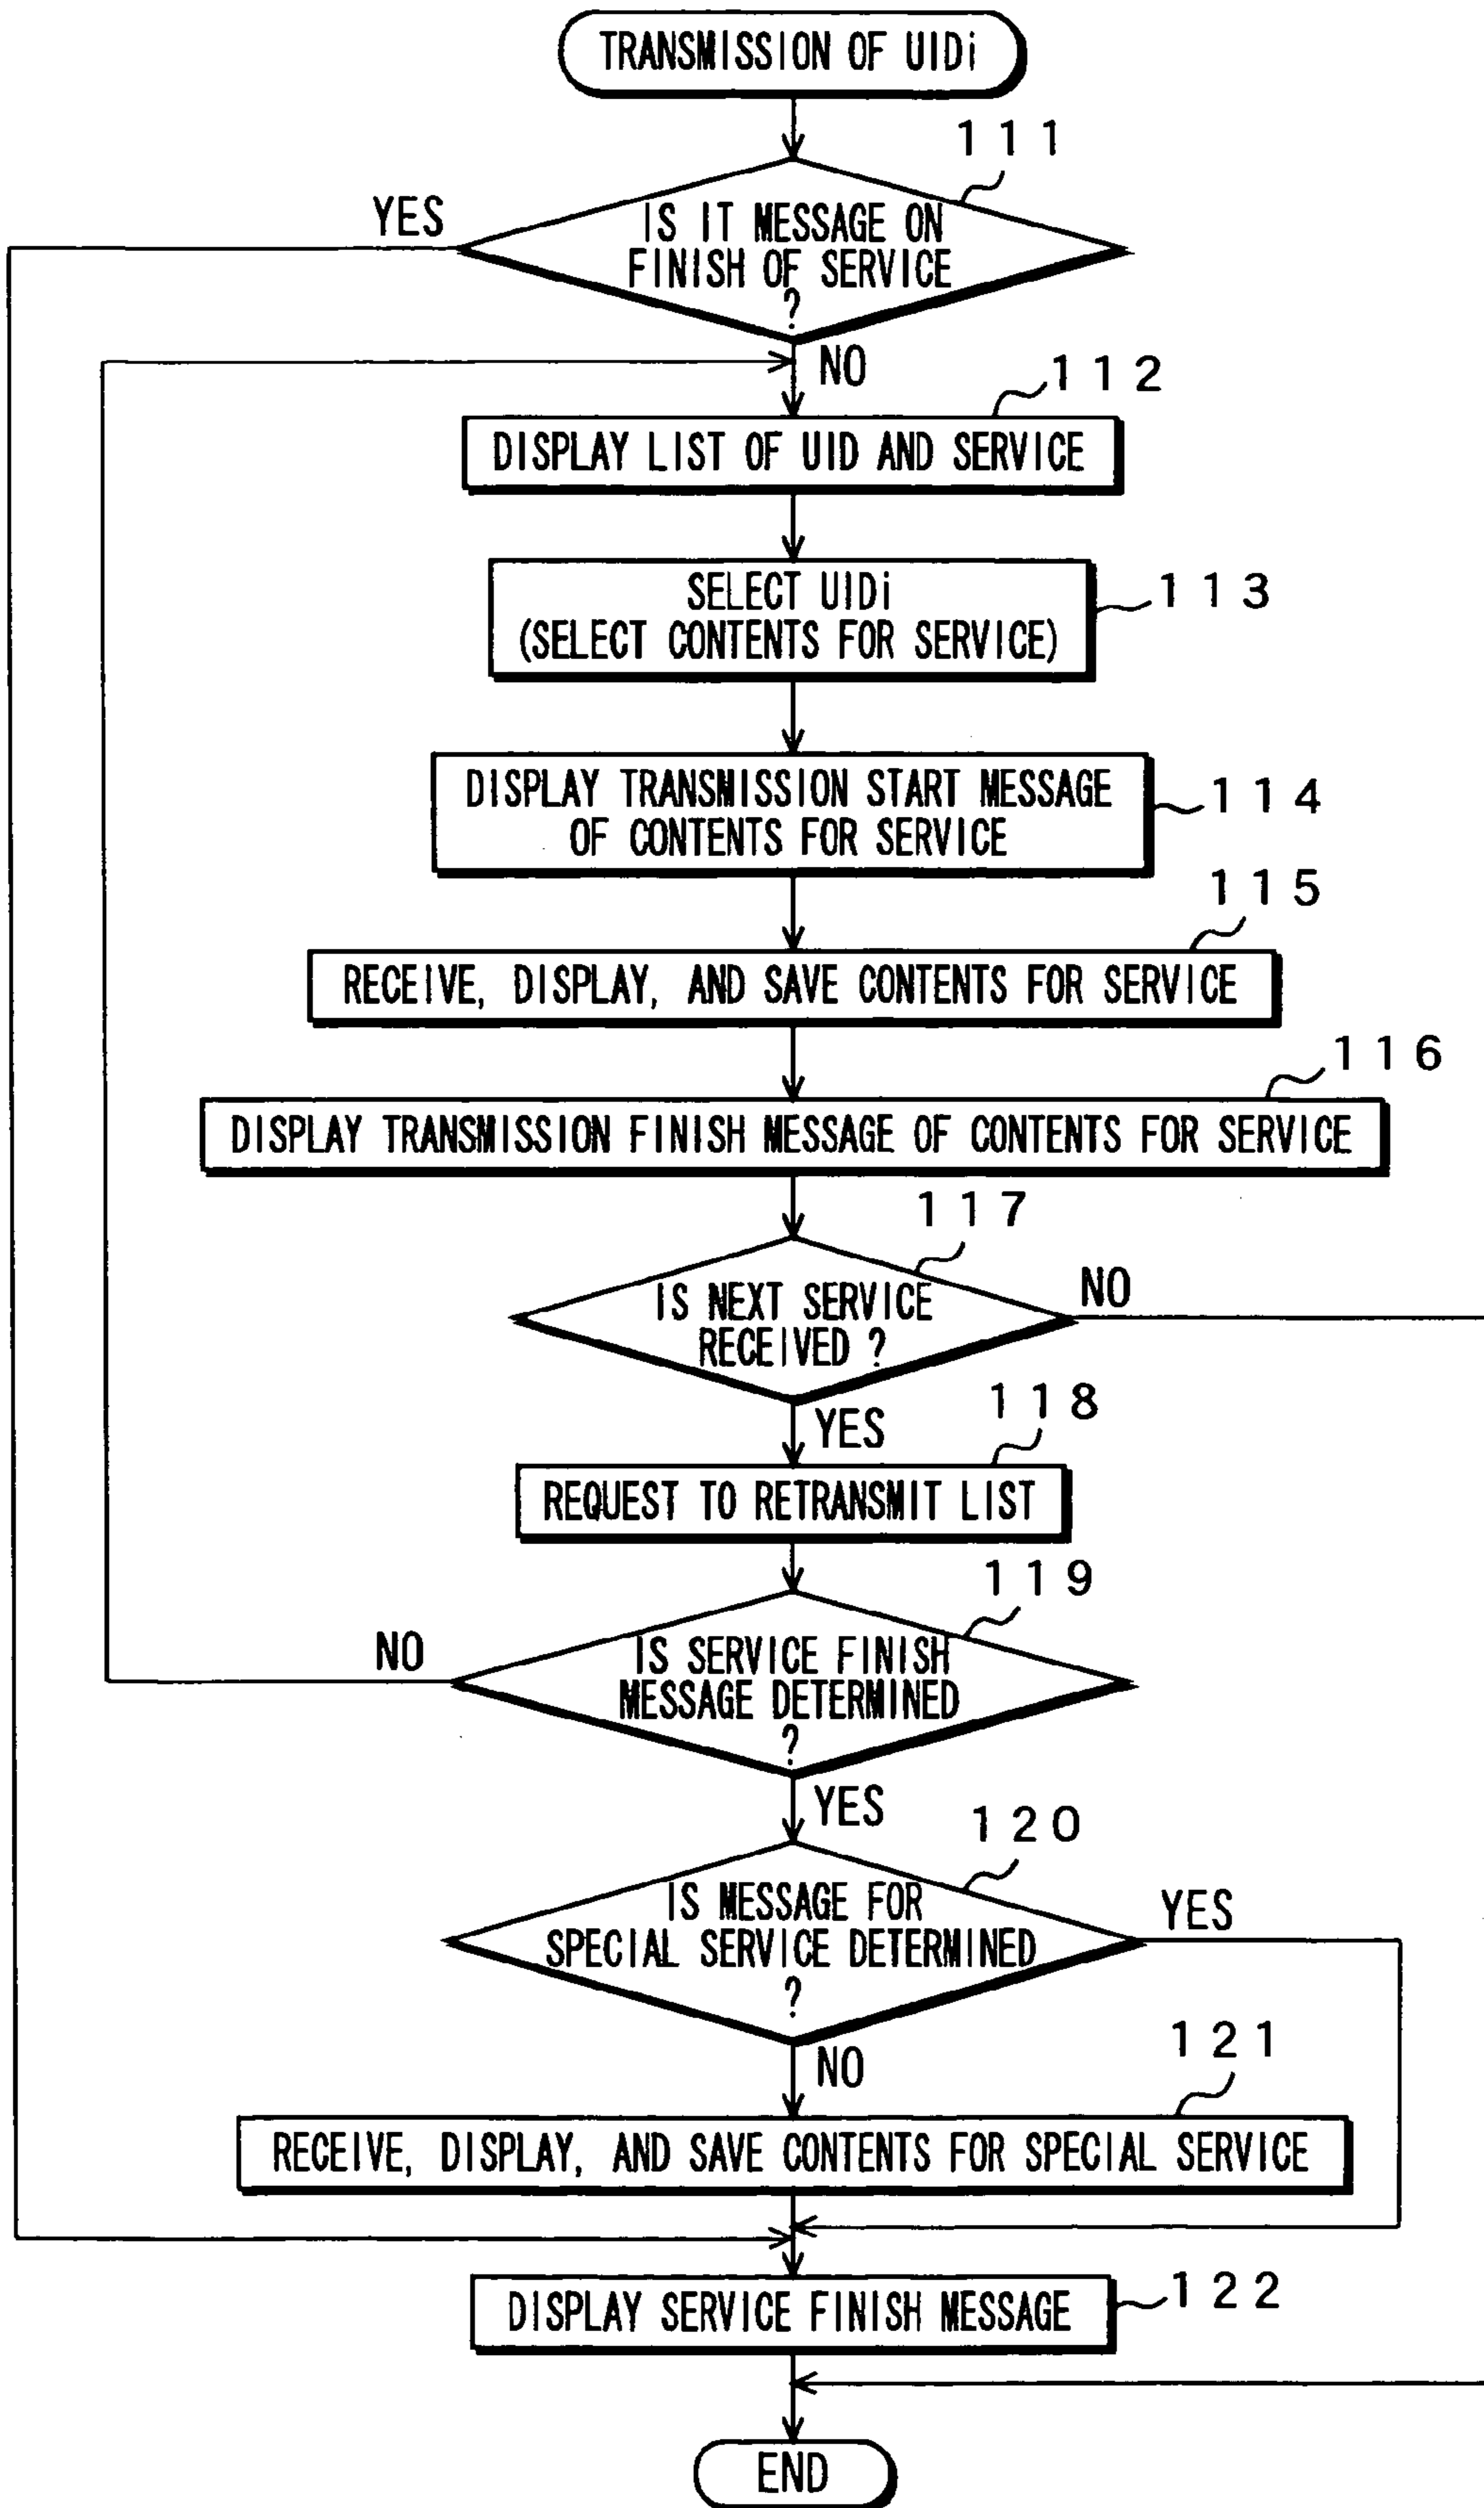 TRANSMISSION OF UIDi
111
YES
IS IT MESSAGE ON
FINISH OF SERVICE
?
NO
112
DISPLAY LIST OF UID AND SERVICE
SELECT UIDi
(SELECT CONTENTS FOR SERVICE)
113
DISPLAY TRANSMISSION START MESSAGE
OF CONTENTS FOR SERVICE
114
115
RECEIVE, DISPLAY, AND SAVE CONTENTS FOR SERVICE
116
DISPLAY TRANSMISSION FINISH MESSAGE OF CONTENTS FOR SERVICE
117
IS NEXT SERVICE
RECEIVED ?
NO
YES
118
REQUEST TO RETRANSMIT LIST
119
NO
IS SERVICE FINISH
MESSAGE DETERMINED
?
YES
120
IS MESSAGE FOR
SPECIAL SERVICE DETERMINED
?
YES
NO
121
RECEIVE, DISPLAY, AND SAVE CONTENTS FOR SPECIAL SERVICE
DISPLAY SERVICE FINISH MESSAGE
122
END